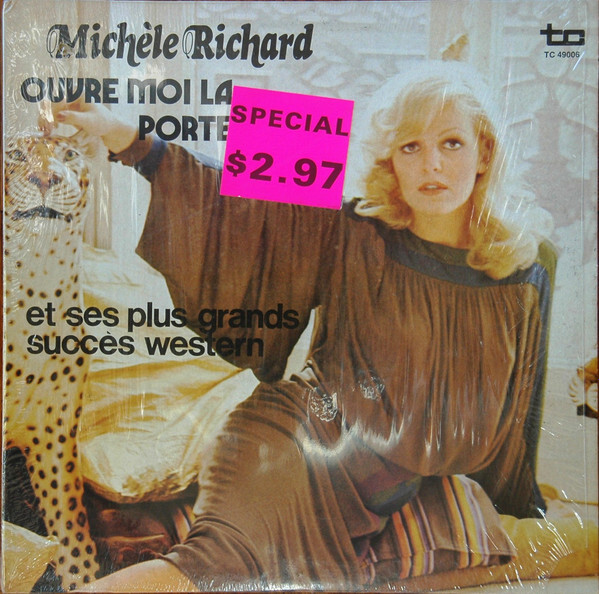 Michèle Richard
OUVRE MOI LA
PORTE
tc
TC 49006
SPECIAL
$2.97
et ses plus grands
succès western